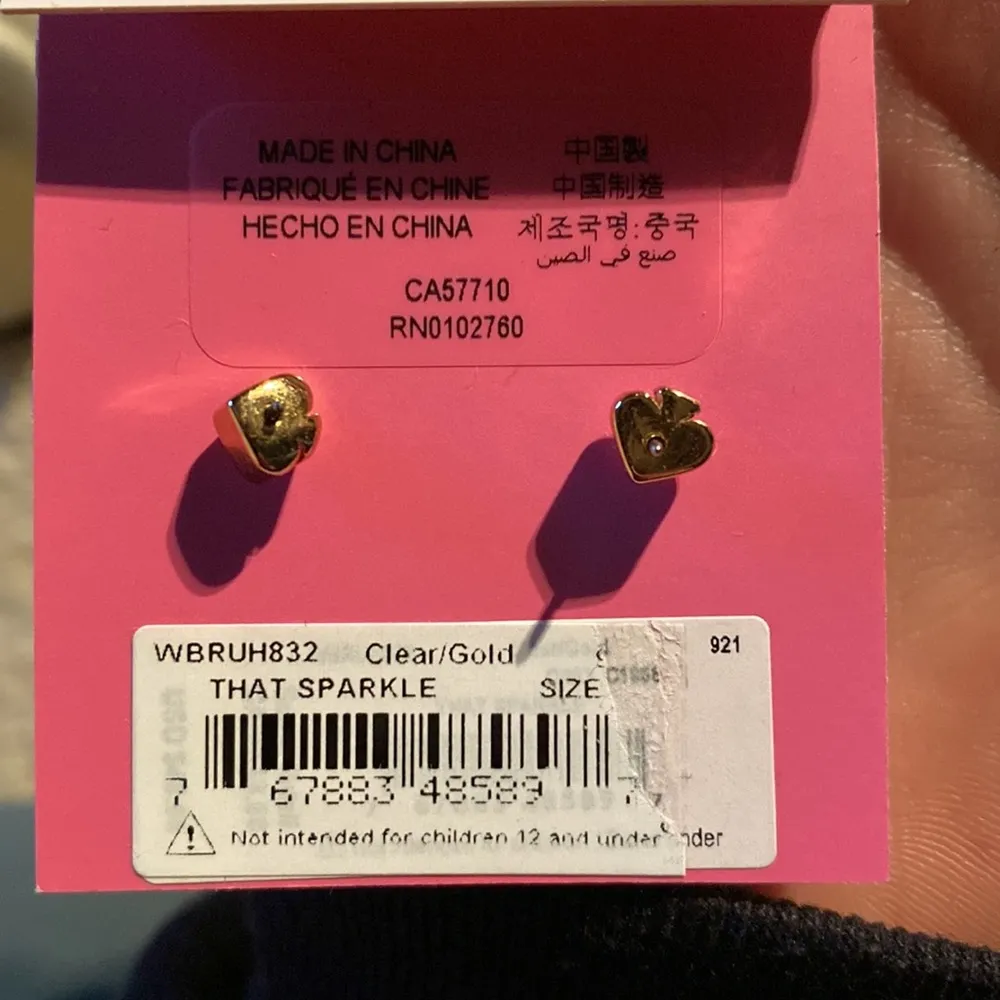 MADE IN CHINA
FABRIQUÉ EN CHINE
HECHO EN CHINA
中国製
中国制造
제조국명:중국
صنع في الصين
CA57710
RN0102760
WBRUH832 Clear/Gold
921
THAT SPARKLE SIZE
7 67883 48589 7
Not intended for children 12 and under